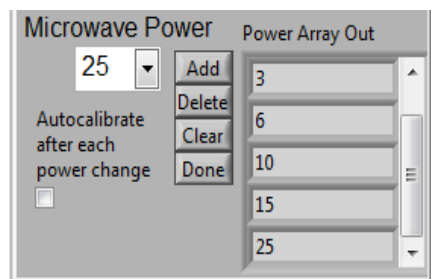 Microwave Power
25
Add
Delete
Clear
Done
Autocalibrate
after each
power change
Power Array Out
3
6
10
15
25